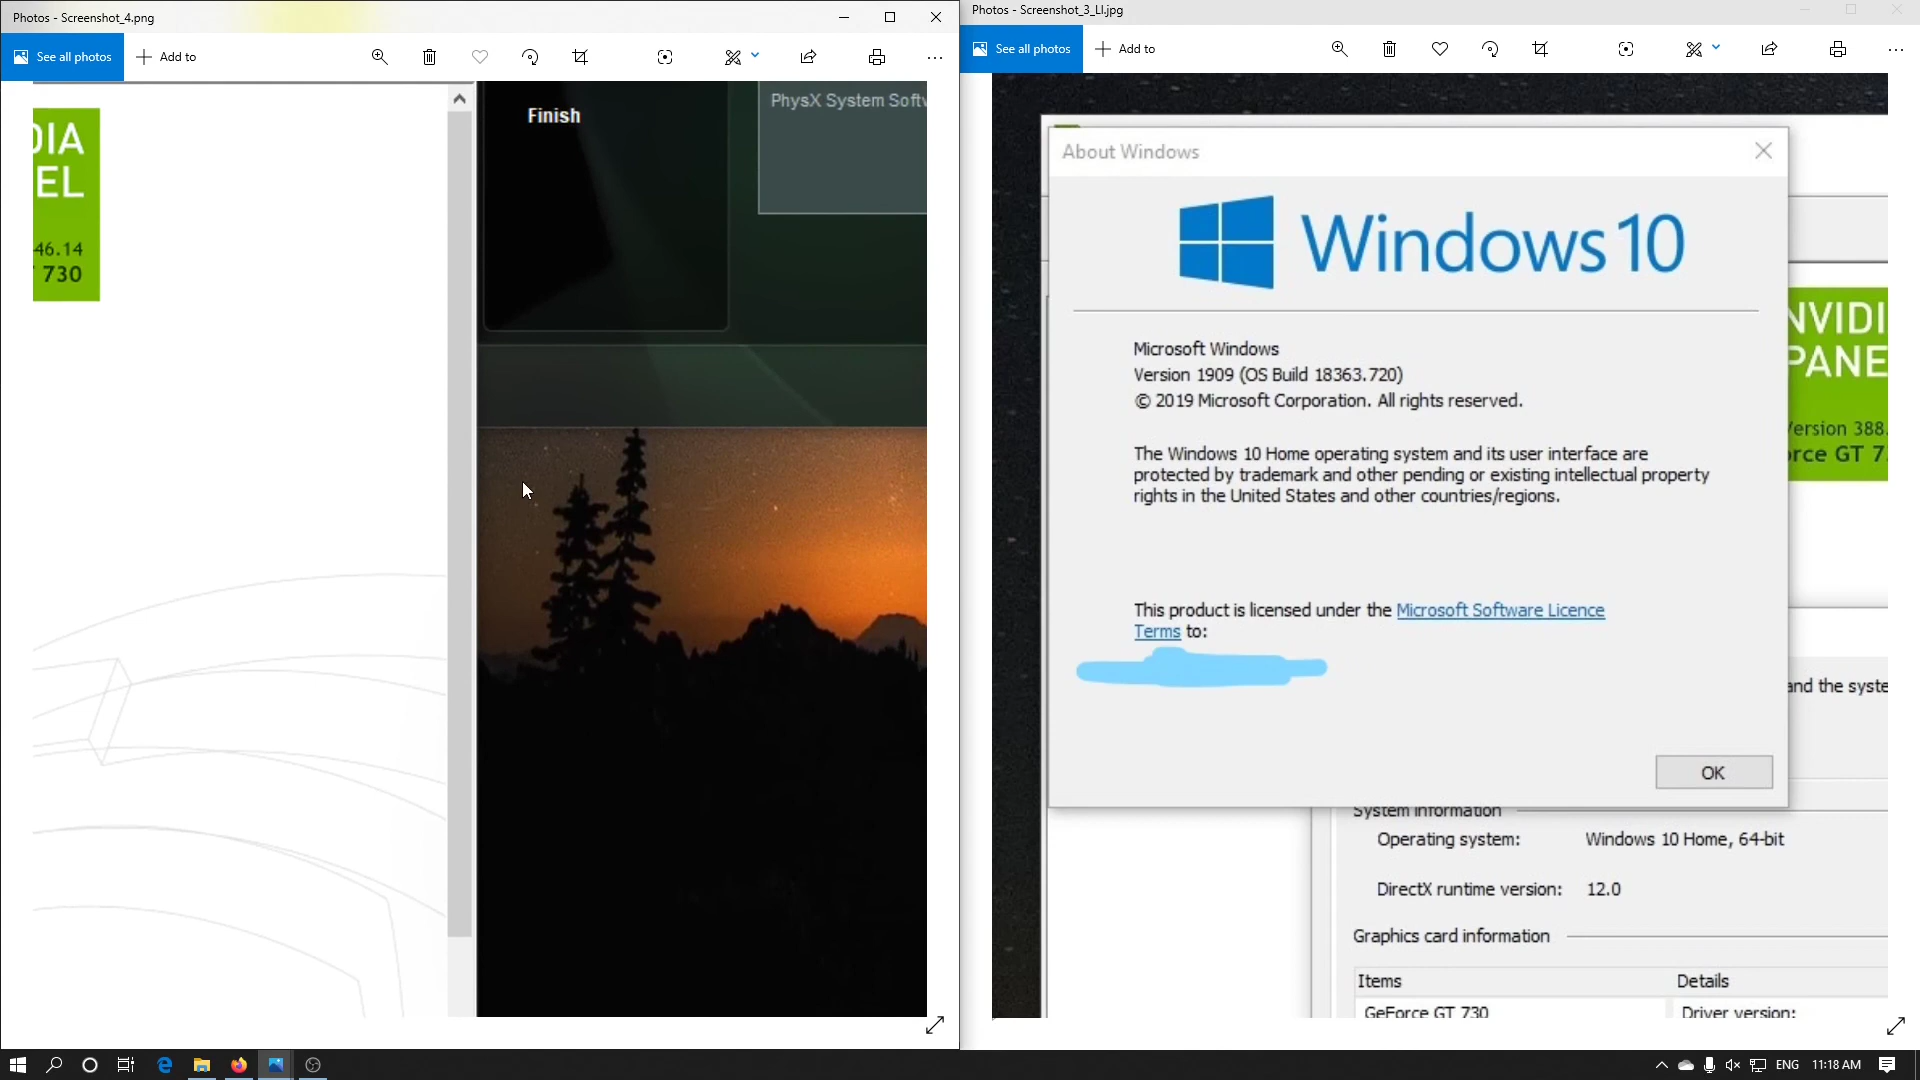 Photos - Screenshot_4.png
See all photos
Add to
DIA
EL
46.14
730
Finish
PhysX System Softw
Photos - Screenshot_3_LI.jpg
See all photos
Add to
About Windows
Windows 10
Microsoft Windows
Version 1909 (OS Build 18363.720)
© 2019 Microsoft Corporation. All rights reserved.
The Windows 10 Home operating system and its user interface are
protected by trademark and other pending or existing intellectual property
rights in the United States and other countries/regions.
This product is licensed under the Microsoft Software Licence
Terms to:
OK
NVIDI
PANE
Version 388.
rce GT 7
and the syste
System information
Operating system: Windows 10 Home, 64-bit
DirectX runtime version: 12.0
Graphics card information
Items Details
GeForce GT 730 Driver version:
ENG 11:18 AM